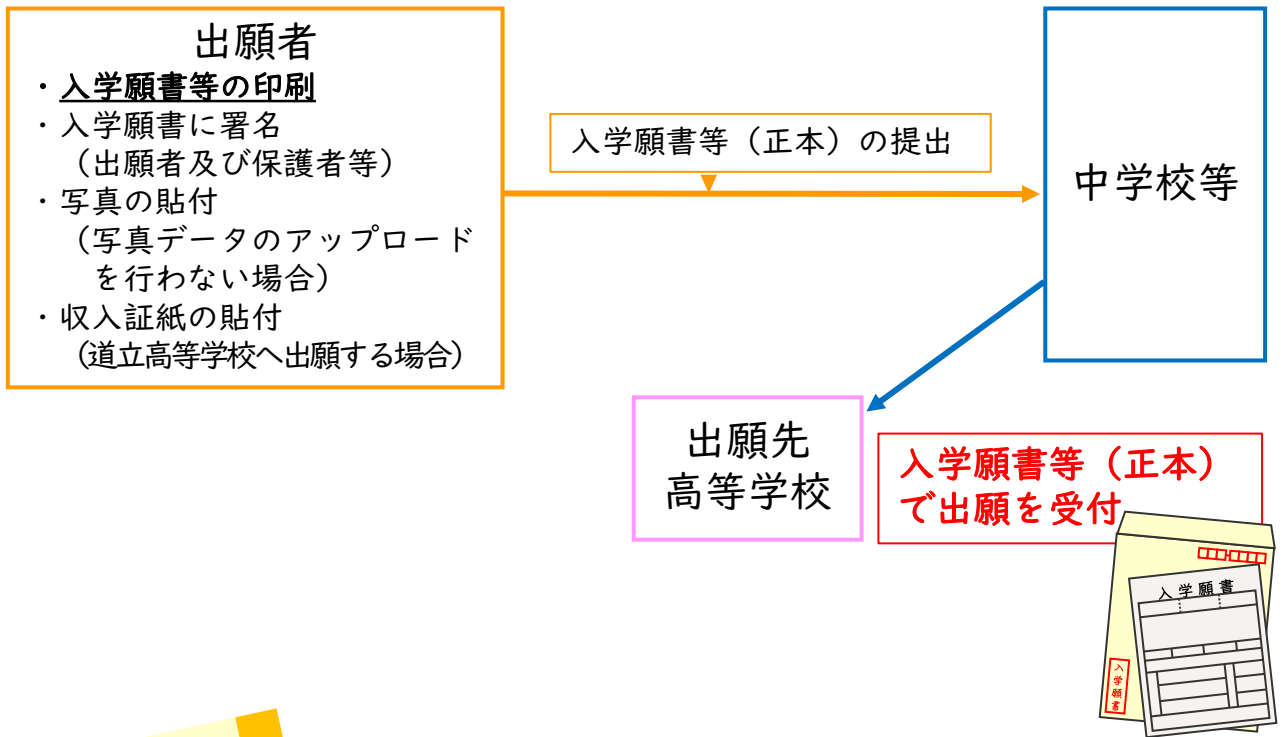 出願者
・入学願書等の印刷
・入学願書に署名
（出願者及び保護者等）
・写真の貼付
（写真データのアップロード
を行わない場合）
・収入証紙の貼付
（道立高等学校へ出願する場合）
入学願書等（正本）の提出
中学校等
出願先
高等学校
入学願書等（正本）
で出願を受付
入学願書
入学願書